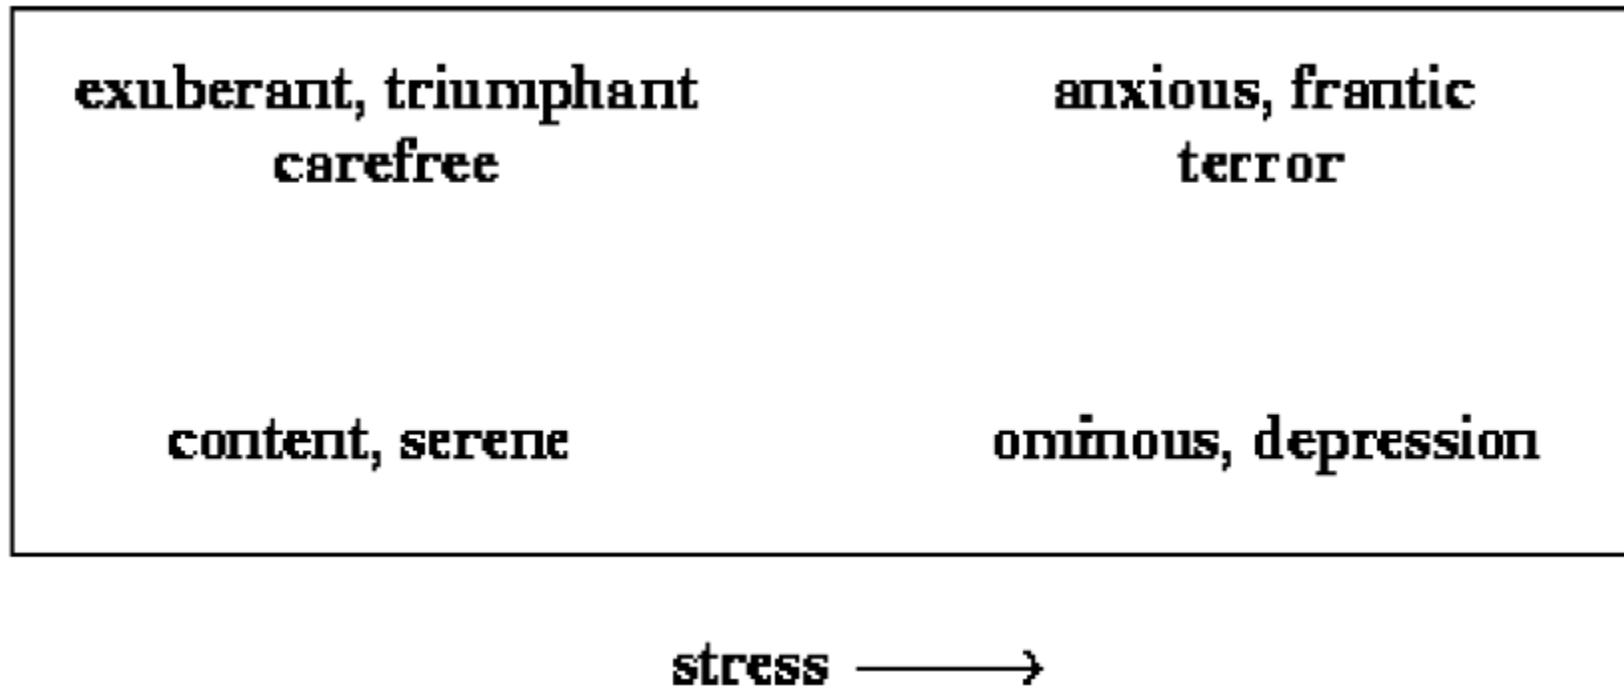 exuberant, triumphant
carefree
anxious, frantic
terror
content, serene
ominous, depression
stress